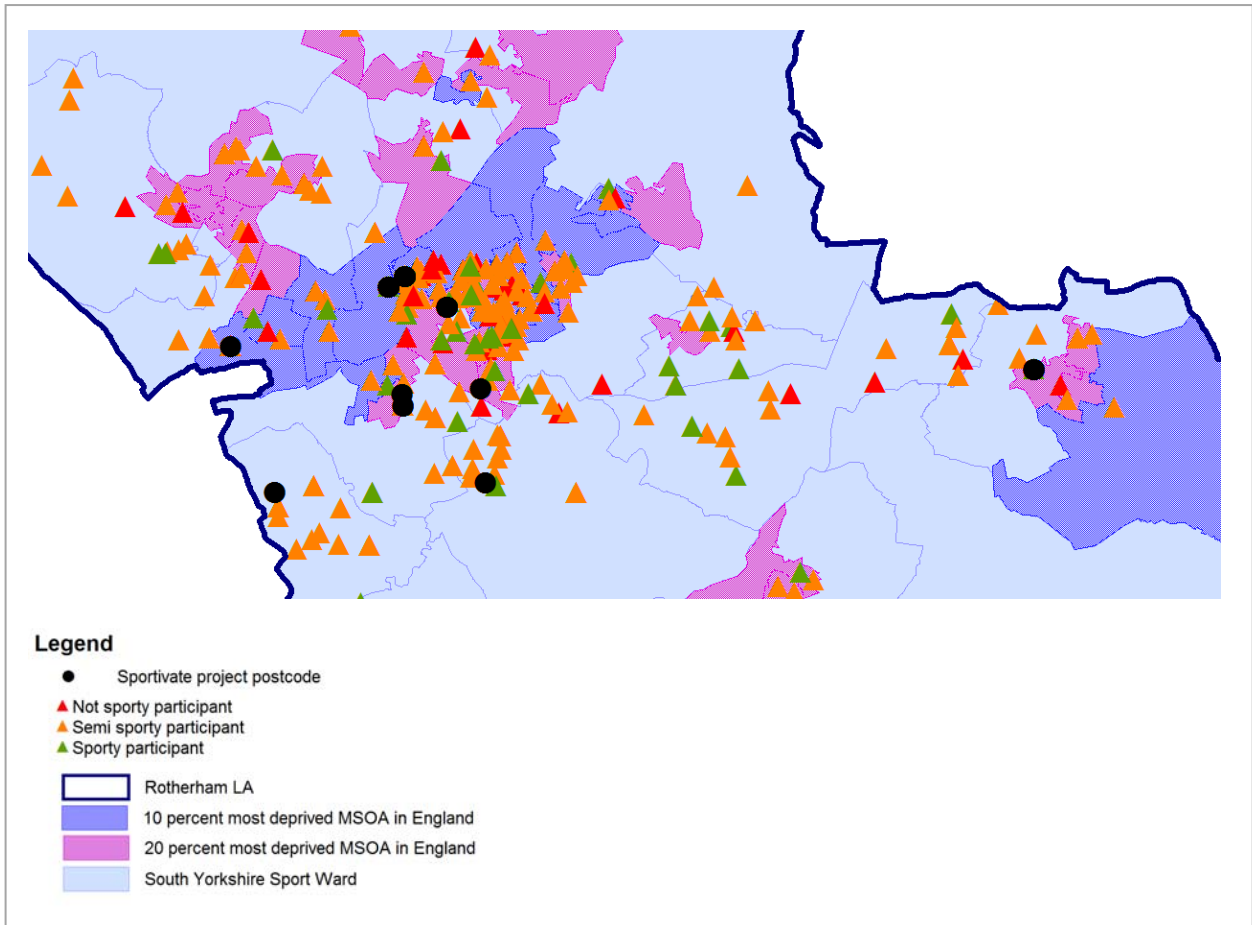 Legend
Sportivate project postcode
Not sporty participant
Semi sporty participant
Sporty participant
Rotherham LA
10 percent most deprived MSOA in England
20 percent most deprived MSOA in England
South Yorkshire Sport Ward